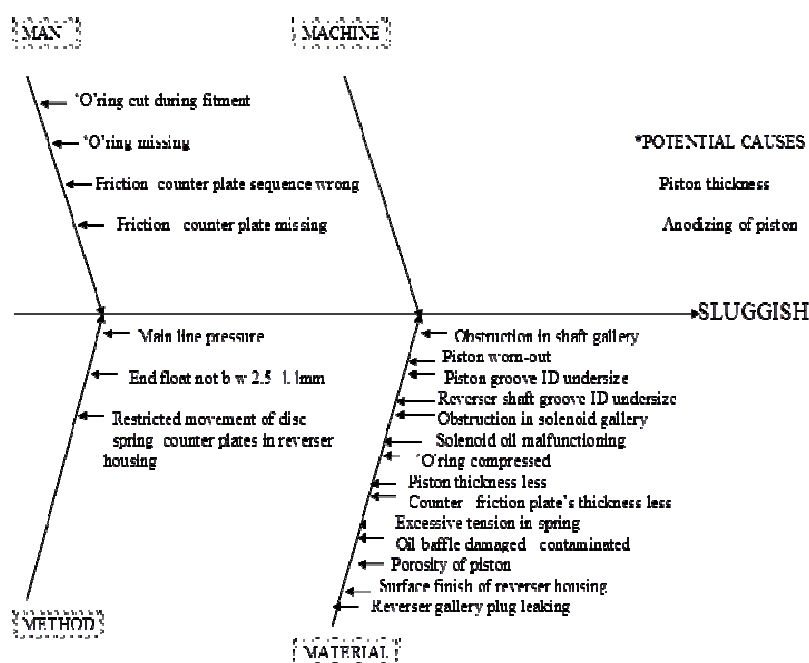 MAN
MACHINE
'O'ring cut during fitment
'O'ring missing
Friction counter plate sequence wrong
Friction counter plate missing
*POTENTIAL CAUSES
Piston thickness
Anodizing of piston
SLUGGISH
Main line pressure
End float not b w 2.5 1.1mm
Restricted movement of disc
spring counter plates in reverser
housing
Obstruction in shaft gallery
Piston worn-out
Piston groove ID undersize
Reverser shaft groove ID undersize
Obstruction in solenoid gallery
Solenoid oil malfunctioning
'O'ring compressed
Piston thickness less
Counter friction plate's thickness less
Excessive tension in spring
Oil baffle damaged contaminated
Porosity of piston
Surface finish of reverser housing
Reverser gallery plug leaking
METHOD
MATERIAL